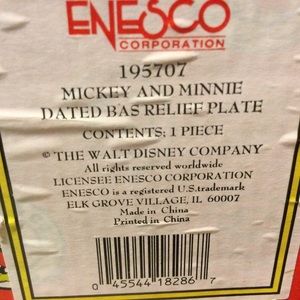 ENESCO
CORPORATION
195707
MICKEY AND MINNIE
DATED BAS RELIEF PLATE
CONTENTS: 1 PIECE
© THE WALT DISNEY COMPANY
All rights reserved worldwide
LICENSEE ENESCO CORPORATION
ENESCO is a registered U.S. trademark
ELK GROVE VILLAGE, IL 60007
Made in China
Printed in China
0 45544 18286 7